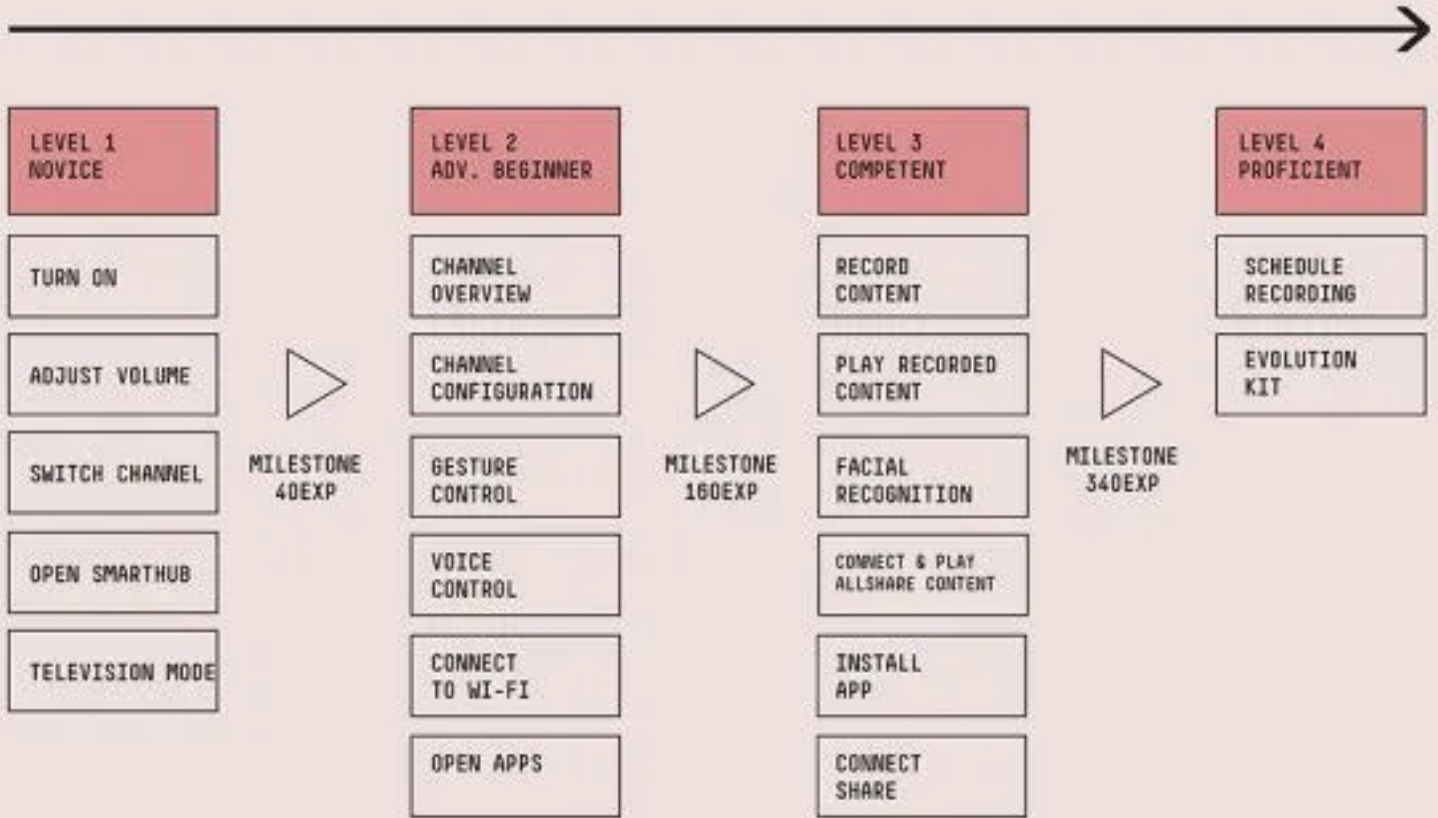 LEVEL 1
NOVICE
TURN ON
ADJUST VOLUME
SWITCH CHANNEL
OPEN SMARTHUB
TELEVISION MODE
MILESTONE
40EXP
LEVEL 2
ADV. BEGINNER
CHANNEL
OVERVIEW
CHANNEL
CONFIGURATION
GESTURE
CONTROL
VOICE
CONTROL
CONNECT
TO WI-FI
OPEN APPS
MILESTONE
160EXP
LEVEL 3
COMPETENT
RECORD
CONTENT
PLAY RECORDED
CONTENT
FACIAL
RECOGNITION
CONNECT & PLAY
ALLSHARE CONTENT
INSTALL
APP
CONNECT
SHARE
MILESTONE
340EXP
LEVEL 4
PROFICIENT
SCHEDULE
RECORDING
EVOLUTION
KIT